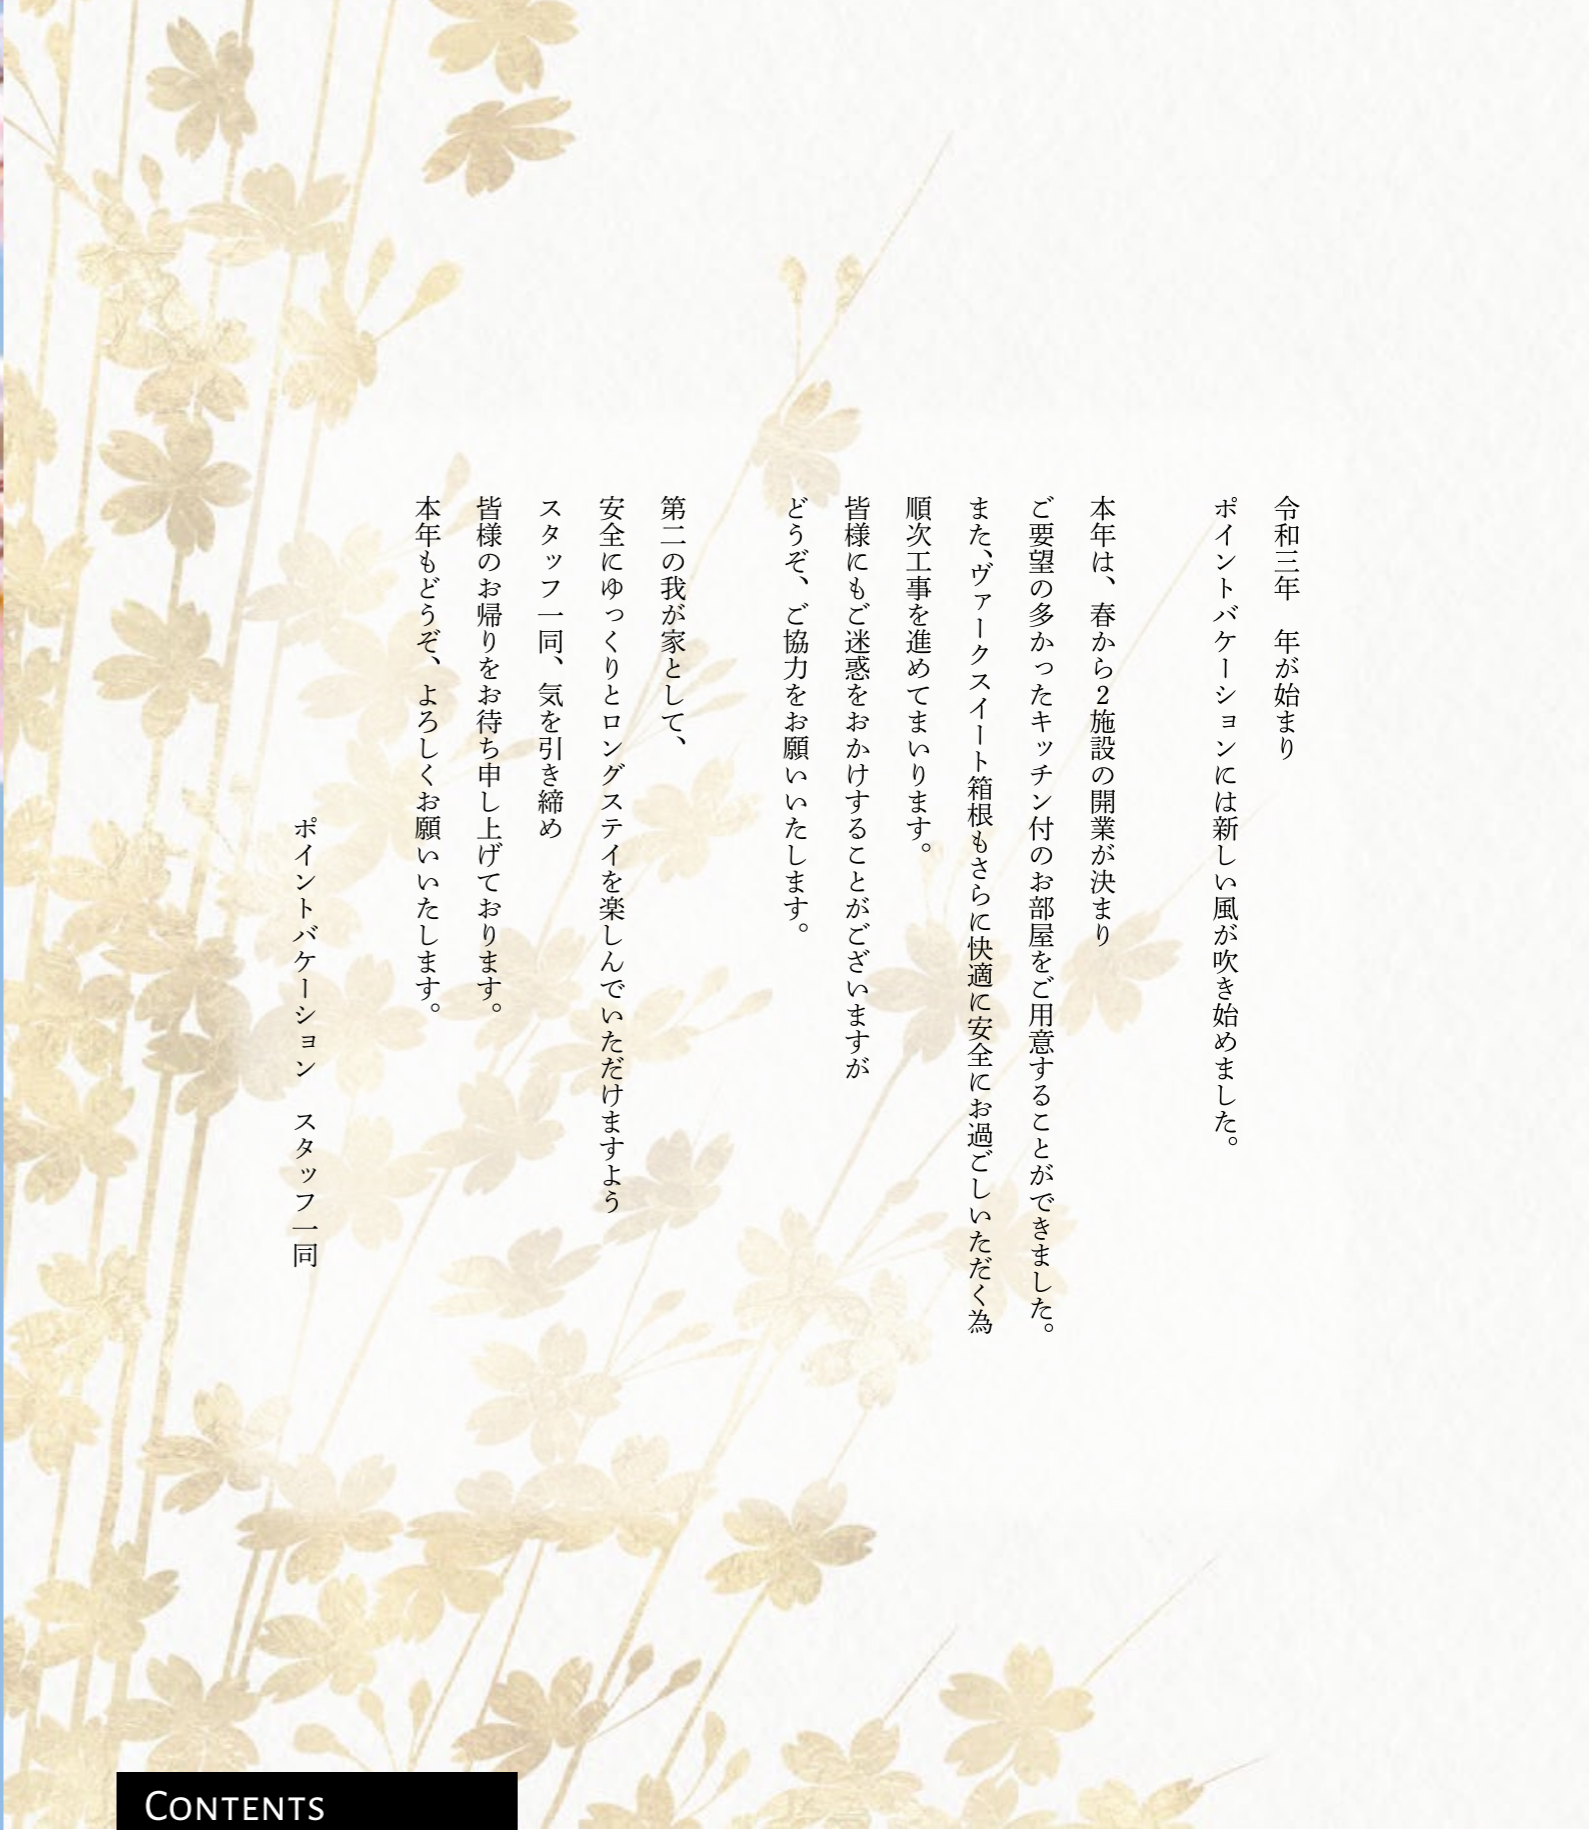 令和三年　年が始まり
ポイントバケーションには新しい風が吹き始めました。
本年は、春から2施設の開業が決まり
ご要望の多かったキッチン付のお部屋をご用意することができました。
また、ヴァークスイート箱根もさらに快適に安全にお過ごしいただく為
順次工事を進めてまいります。
皆様にもご迷惑をおかけすることがございますが
どうぞ、ご協力をお願いいたします。
第二の我が家として、
安全にゆっくりとロングステイを楽しんでいただけますよう
スタッフ一同、気を引き締め
皆様のお帰りをお待ち申し上げております。
本年もどうぞ、よろしくお願いいたします。
ポイントバケーション　スタッフ一同
CONTENTS